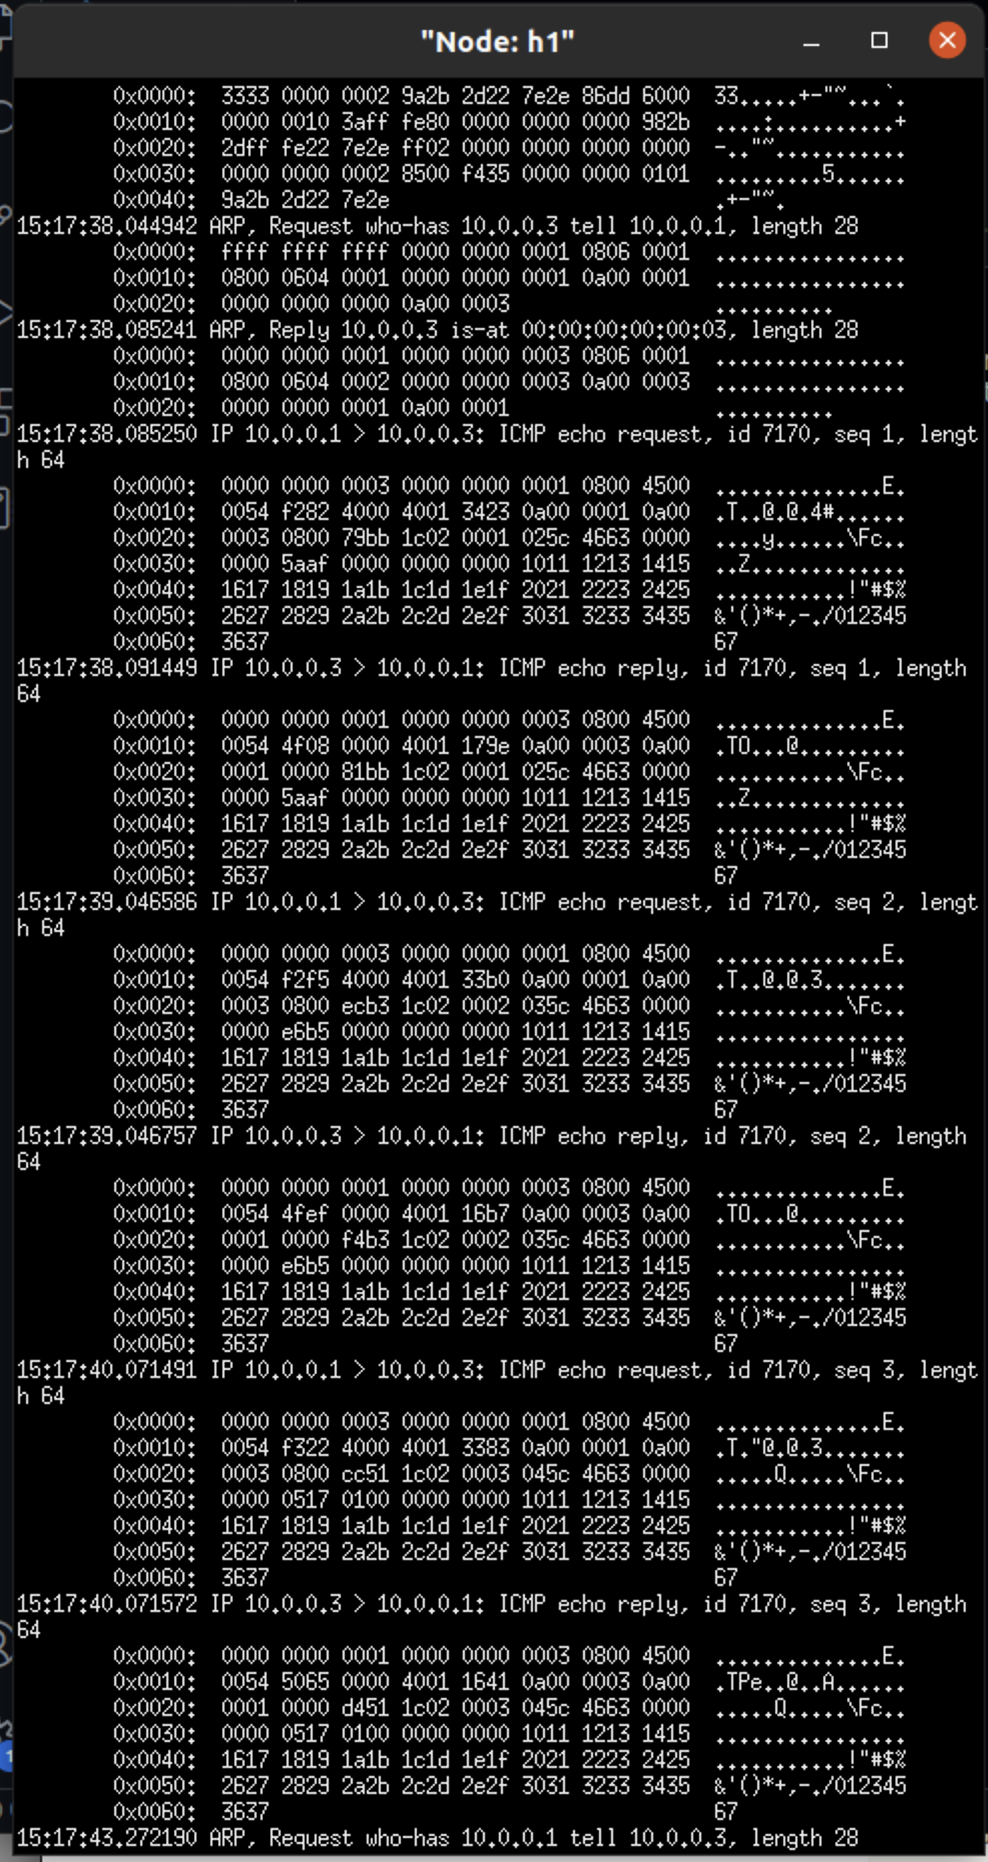 "Node: h1"
0x0000:  3333 0000 0002 9a2b 2d22 7e2e 86dd 6000  33.....+-"~...`.
0x0010:  0000 0010 3aff fe80 0000 0000 0000 982b  ....:..........+
0x0020:  2dff fe22 7e2e ff02 0000 0000 0000 0000  -.."~...........
0x0030:  0000 0000 0002 8500 f435 0000 0000 0101  .........5......
0x0040:  9a2b 2d22 7e2e  .+-"~.
15:17:38.044942 ARP, Request who-has 10.0.0.3 tell 10.0.0.1, length 28
0x0000:  ffff ffff ffff 0000 0000 0001 0806 0001  ................
0x0010:  0800 0604 0001 0000 0000 0001 0a00 0001  ................
0x0020:  0000 0000 0000 0a00 0003  ..........
15:17:38.085241 ARP, Reply 10.0.0.3 is-at 00:00:00:00:00:03, length 28
0x0000:  0000 0000 0001 0000 0000 0003 0806 0001  ................
0x0010:  0800 0604 0002 0000 0000 0003 0a00 0003  ................
0x0020:  0000 0000 0001 0a00 0001  ..........
15:17:38.085250 IP 10.0.0.1 > 10.0.0.3: ICMP echo request, id 7170, seq 1, lengt
h 64
0x0000:  0000 0000 0003 0000 0000 0001 0800 4500  ..............E.
0x0010:  0054 f282 4000 4001 3423 0a00 0001 0a00  .T..@.@.4#......
0x0020:  0003 0800 79bb 1c02 0001 025c 4663 0000  ....y......\Fc..
0x0030:  0000 5aaf 0000 0000 0000 1011 1213 1415  ..Z.............
0x0040:  1617 1819 1a1b 1c1d 1e1f 2021 2223 2425  ...........!"#$%
0x0050:  2627 2829 2a2b 2c2d 2e2f 3031 3233 3435  &'()*+,-./012345
0x0060:  3637  67
15:17:38.091449 IP 10.0.0.3 > 10.0.0.1: ICMP echo reply, id 7170, seq 1, length
64
0x0000:  0000 0000 0001 0000 0000 0003 0800 4500  ..............E.
0x0010:  0054 4f08 0000 4001 179e 0a00 0003 0a00  .TO...@.........
0x0020:  0001 0000 81bb 1c02 0001 025c 4663 0000  ...........\Fc..
0x0030:  0000 5aaf 0000 0000 0000 1011 1213 1415  ..Z.............
0x0040:  1617 1819 1a1b 1c1d 1e1f 2021 2223 2425  ...........!"#$%
0x0050:  2627 2829 2a2b 2c2d 2e2f 3031 3233 3435  &'()*+,-./012345
0x0060:  3637  67
15:17:39.046586 IP 10.0.0.1 > 10.0.0.3: ICMP echo request, id 7170, seq 2, lengt
h 64
0x0000:  0000 0000 0003 0000 0000 0001 0800 4500  ..............E.
0x0010:  0054 f2f5 4000 4001 33b0 0a00 0001 0a00  .T..@.@.3.......
0x0020:  0003 0800 ecb3 1c02 0002 035c 4663 0000  ...........\Fc..
0x0030:  0000 e6b5 0000 0000 0000 1011 1213 1415  ................
0x0040:  1617 1819 1a1b 1c1d 1e1f 2021 2223 2425  ...........!"#$%
0x0050:  2627 2829 2a2b 2c2d 2e2f 3031 3233 3435  &'()*+,-./012345
0x0060:  3637  67
15:17:39.046757 IP 10.0.0.3 > 10.0.0.1: ICMP echo reply, id 7170, seq 2, length
64
0x0000:  0000 0000 0001 0000 0000 0003 0800 4500  ..............E.
0x0010:  0054 4fef 0000 4001 16b7 0a00 0003 0a00  .TO...@.........
0x0020:  0001 0000 f4b3 1c02 0002 035c 4663 0000  ...........\Fc..
0x0030:  0000 e6b5 0000 0000 0000 1011 1213 1415  ................
0x0040:  1617 1819 1a1b 1c1d 1e1f 2021 2223 2425  ...........!"#$%
0x0050:  2627 2829 2a2b 2c2d 2e2f 3031 3233 3435  &'()*+,-./012345
0x0060:  3637  67
15:17:40.071491 IP 10.0.0.1 > 10.0.0.3: ICMP echo request, id 7170, seq 3, lengt
h 64
0x0000:  0000 0000 0003 0000 0000 0001 0800 4500  ..............E.
0x0010:  0054 f322 4000 4001 3383 0a00 0001 0a00  .T."@.@.3.......
0x0020:  0003 0800 cc51 1c02 0003 045c 4663 0000  .....Q.....\Fc..
0x0030:  0000 0517 0100 0000 0000 1011 1213 1415  ................
0x0040:  1617 1819 1a1b 1c1d 1e1f 2021 2223 2425  ...........!"#$%
0x0050:  2627 2829 2a2b 2c2d 2e2f 3031 3233 3435  &'()*+,-./012345
0x0060:  3637  67
15:17:40.071572 IP 10.0.0.3 > 10.0.0.1: ICMP echo reply, id 7170, seq 3, length
64
0x0000:  0000 0000 0001 0000 0000 0003 0800 4500  ..............E.
0x0010:  0054 5065 0000 4001 1641 0a00 0003 0a00  .TPe..@..A......
0x0020:  0001 0000 d451 1c02 0003 045c 4663 0000  .....Q.....\Fc..
0x0030:  0000 0517 0100 0000 0000 1011 1213 1415  ................
0x0040:  1617 1819 1a1b 1c1d 1e1f 2021 2223 2425  ...........!"#$%
0x0050:  2627 2829 2a2b 2c2d 2e2f 3031 3233 3435  &'()*+,-./012345
0x0060:  3637  67
15:17:43.272190 ARP, Request who-has 10.0.0.1 tell 10.0.0.3, length 28